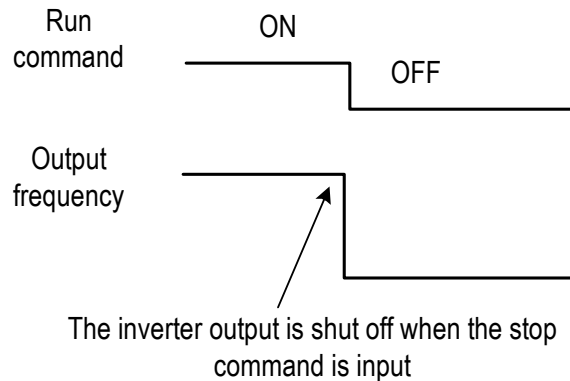 Run
command
ON
OFF
Output
frequency
The inverter output is shut off when the stop
command is input